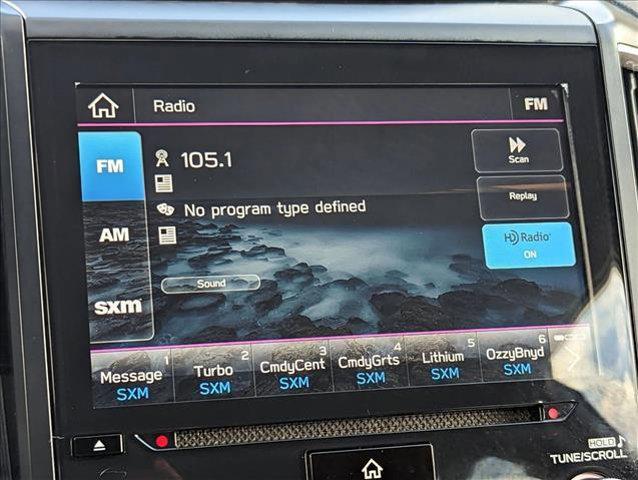 Radio FM
FM 105.1 Scan
No program type defined Replay
AM
HD Radio
ON
Sound
sxm
1 2 3 4 5 6
Message Turbo CmdyCent CmdyGrts Lithium OzzyBnyd
SXM SXM SXM SXM SXM SXM
HOLD
TUNE/SCROLL